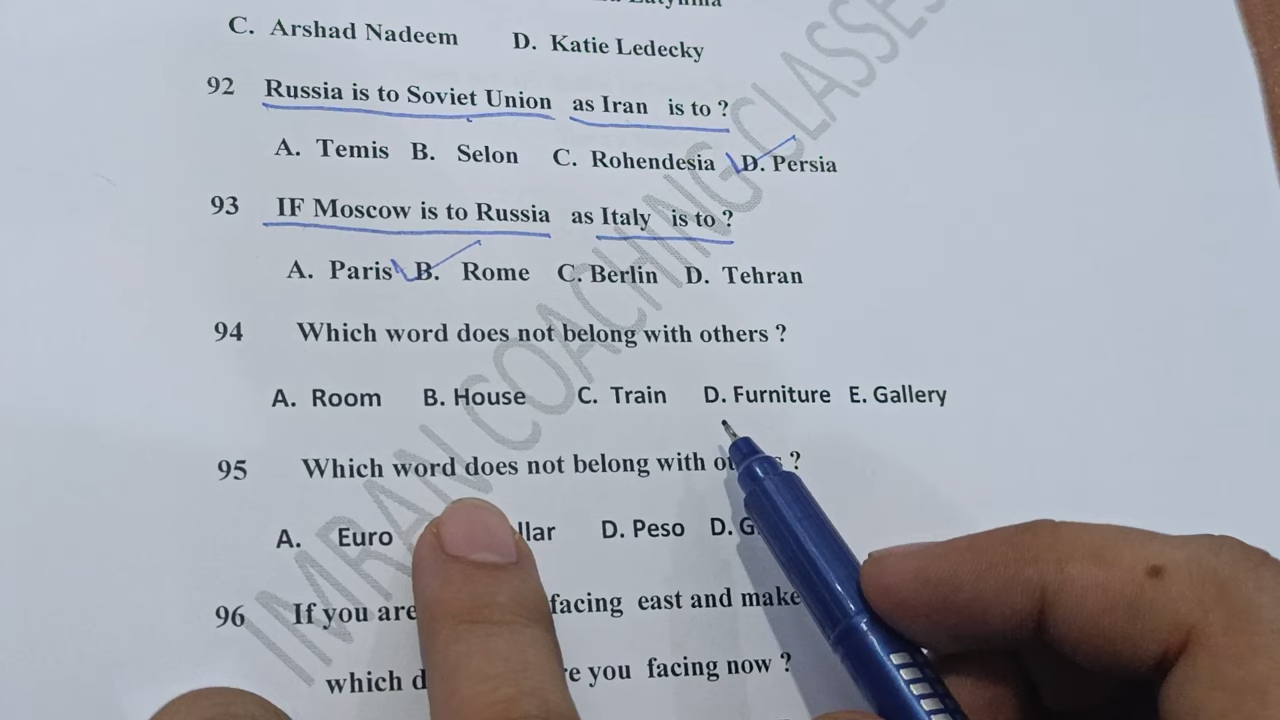 C. Arshad Nadeem D. Katie Ledecky
92 Russia is to Soviet Union as Iran is to ?
A. Temis B. Selon C. Rohendesia D. Persia
93 IF Moscow is to Russia as Italy is to ?
A. Paris B. Rome C. Berlin D. Tehran
94 Which word does not belong with others ?
A. Room B. House C. Train D. Furniture E. Gallery
95 Which word does not belong with ?
A. Euro D. Peso D.
96 If you are facing east and make
which you facing now ?
IMRAN COACHING CLASSES